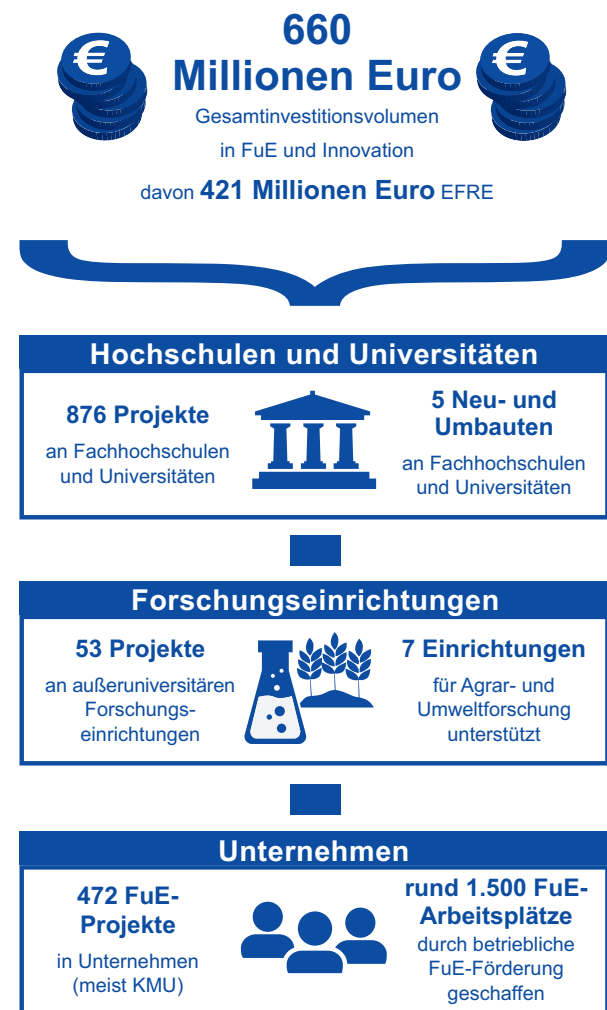 660
Millionen Euro
Gesamtinvestitionsvolumen
in FuE und Innovation
davon 421 Millionen Euro EFRE
Hochschulen und Universitäten
876 Projekte
an Fachhochschulen
und Universitäten
5 Neu- und
Umbauten
an Fachhochschulen
und Universitäten
Forschungseinrichtungen
53 Projekte
an außeruniversitären
Forschungs-
einrichtungen
7 Einrichtungen
für Agrar- und
Umweltforschung
unterstützt
Unternehmen
472 FuE-
Projekte
in Unternehmen
(meist KMU)
rund 1.500 FuE-
Arbeitsplätze
durch betriebliche
FuE-Förderung
geschaffen